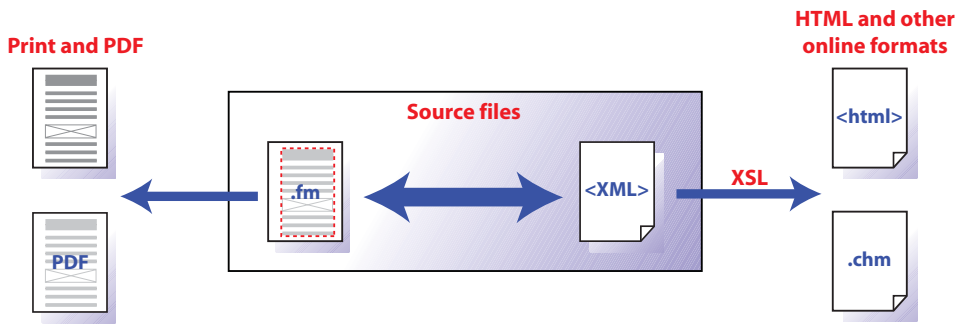 Print and PDF
PDF
Source files
.fm
<XML>
XSL
HTML and other
online formats
<html>
.chm